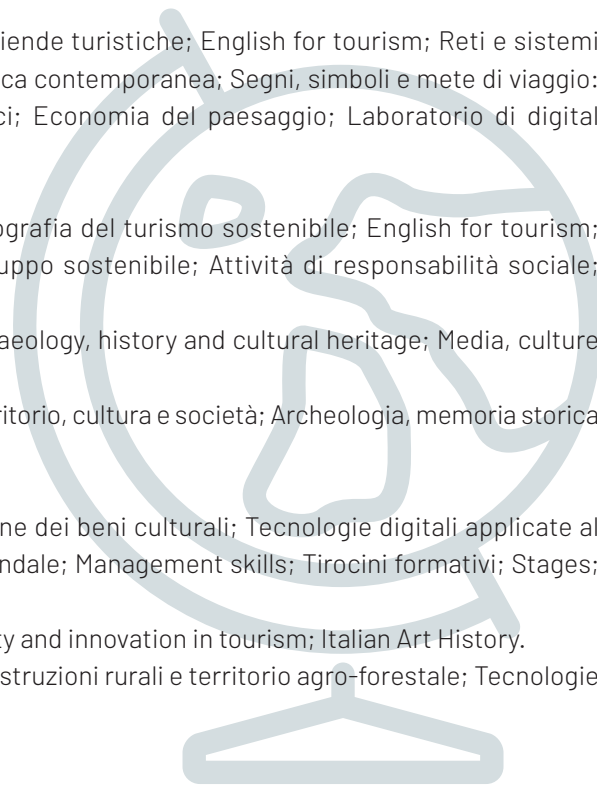 iende turistiche; English for tourism; Reti e sistemi
ca contemporanea; Segni, simboli e mete di viaggio:
ci; Economia del paesaggio; Laboratorio di digital
ografia del turismo sostenibile; English for tourism;
uppo sostenibile; Attività di responsabilità sociale;
aeology, history and cultural heritage; Media, culture
ritorio, cultura e società; Archeologia, memoria storica
ne dei beni culturali; Tecnologie digitali applicate al
ndale; Management skills; Tirocini formativi; Stages;
ty and innovation in tourism; Italian Art History.
struzioni rurali e territorio agro-forestale; Tecnologie